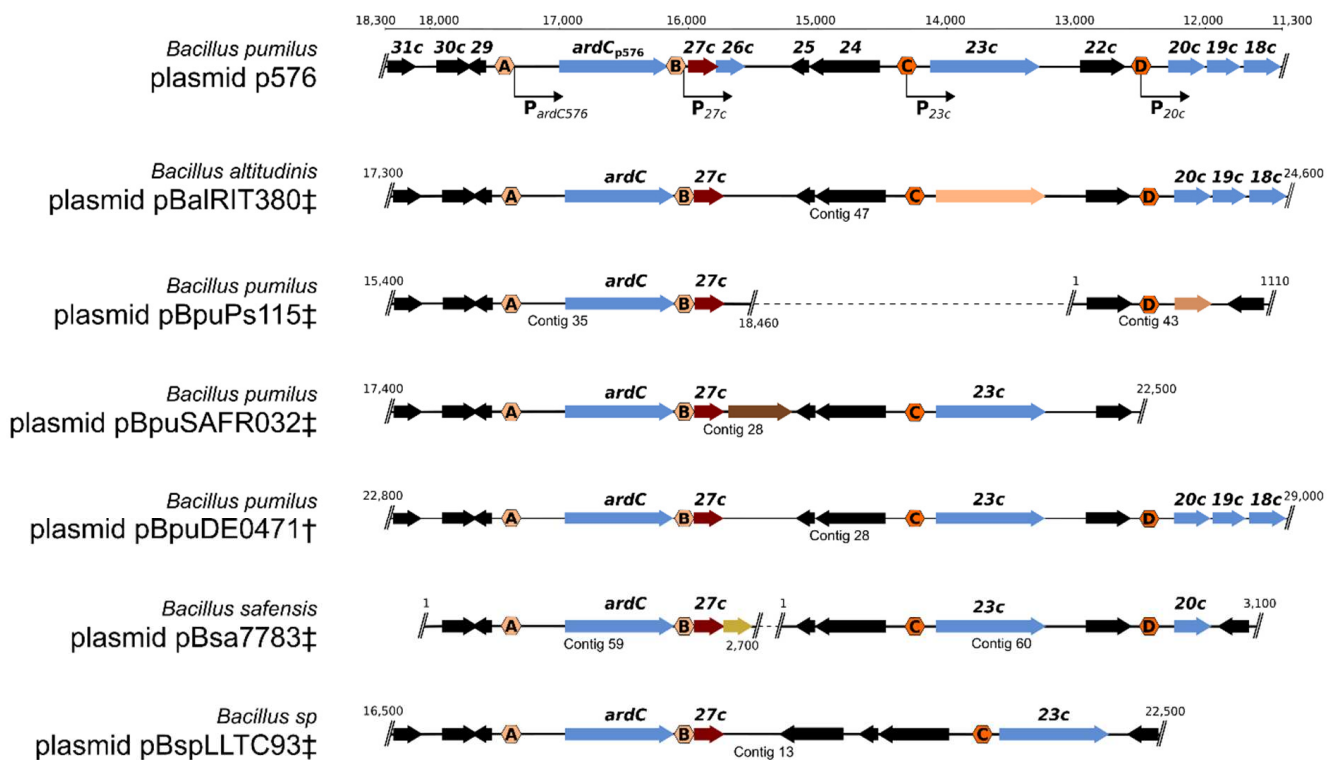 18,300 18,000 17,000 16,000 15,000 14,000 13,000 12,000 11,300
31c 30c 29 ardCp576 27c 26c 25 24 23c 22c 20c 19c 18c
Bacillus pumilus
plasmid p576
A B C D
PardC576 P27c P23c P20c
Bacillus altitudinis
plasmid pBalRIT380‡
17,300 ardC 27c 20c 19c 18c 24,600
A B C D
Contig 47
Bacillus pumilus
plasmid pBpuPs115‡
15,400 ardC 27c 1 1110
A B D
Contig 35 18,460 Contig 43
Bacillus pumilus
plasmid pBpuSAFR032‡
17,400 ardC 27c 23c 22,500
A B C
Contig 28
Bacillus pumilus
plasmid pBpuDE0471†
22,800 ardC 27c 23c 20c 19c 18c 29,000
A B C D
Contig 28
Bacillus safensis
plasmid pBsa7783‡
1 ardC 27c 1 23c 20c 3,100
A B C D
Contig 59 2,700 Contig 60
Bacillus sp
plasmid pBspLLTC93‡
16,500 ardC 27c 23c 22,500
A B C
Contig 13